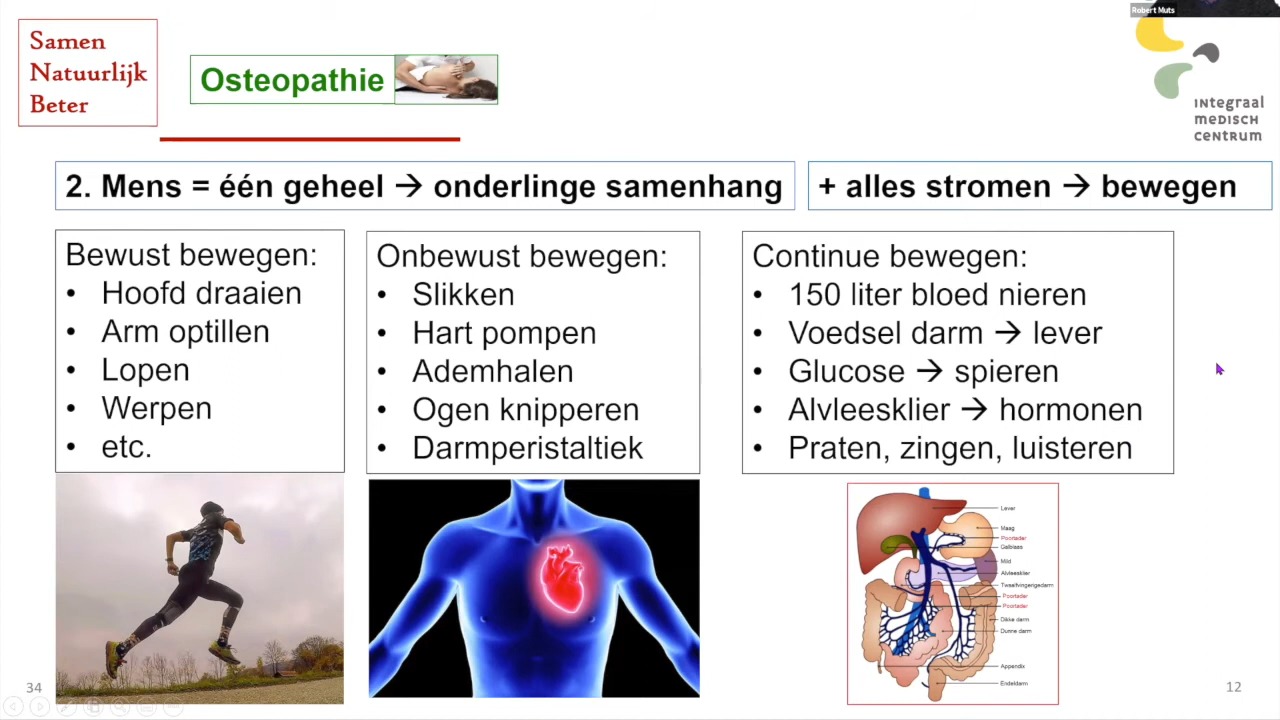 Robert Muts
Samen
Natuurlijk
Beter
Osteopathie
integraal
medisch
centrum
2. Mens = één geheel → onderlinge samenhang
+ alles stromen → bewegen
Bewust bewegen:
• Hoofd draaien
• Arm optillen
• Lopen
• Werpen
• etc.
Onbewust bewegen:
• Slikken
• Hart pompen
• Ademhalen
• Ogen knipperen
• Darmperistaltiek
Continue bewegen:
• 150 liter bloed nieren
• Voedsel darm → lever
• Glucose → spieren
• Alvleesklier → hormonen
• Praten, zingen, luisteren
Lever
Maag
Poortader
Galblaas
Mild
Alvleesklier
Twaalfvingerigedarm
Poortader
Poortader
Dikke darm
Dunne darm
Appendix
Endeldarm
34
12